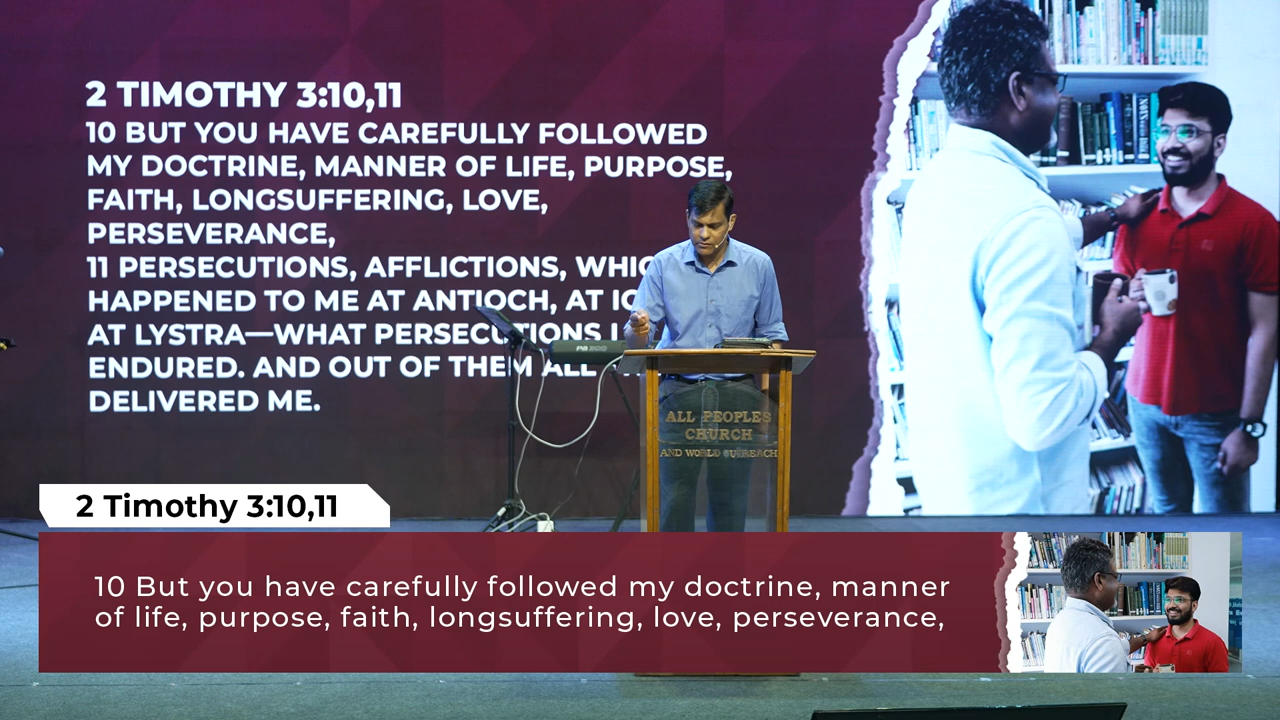 2 TIMOTHY 3:10,11
10 BUT YOU HAVE CAREFULLY FOLLOWED
MY DOCTRINE, MANNER OF LIFE, PURPOSE,
FAITH, LONGSUFFERING, LOVE,
PERSEVERANCE,
11 PERSECUTIONS, AFFLICTIONS,
HAPPENED TO ME AT ANTIOCH, AT
AT LYSTRA—WHAT PERSECUTIONS
ENDURED. AND OUT OF THEM ALL
DELIVERED ME.
ALL PEOPLES
CHURCH
AND WORLD OUTREACH
2 Timothy 3:10,11
10 But you have carefully followed my doctrine, manner
of life, purpose, faith, longsuffering, love, perseverance,